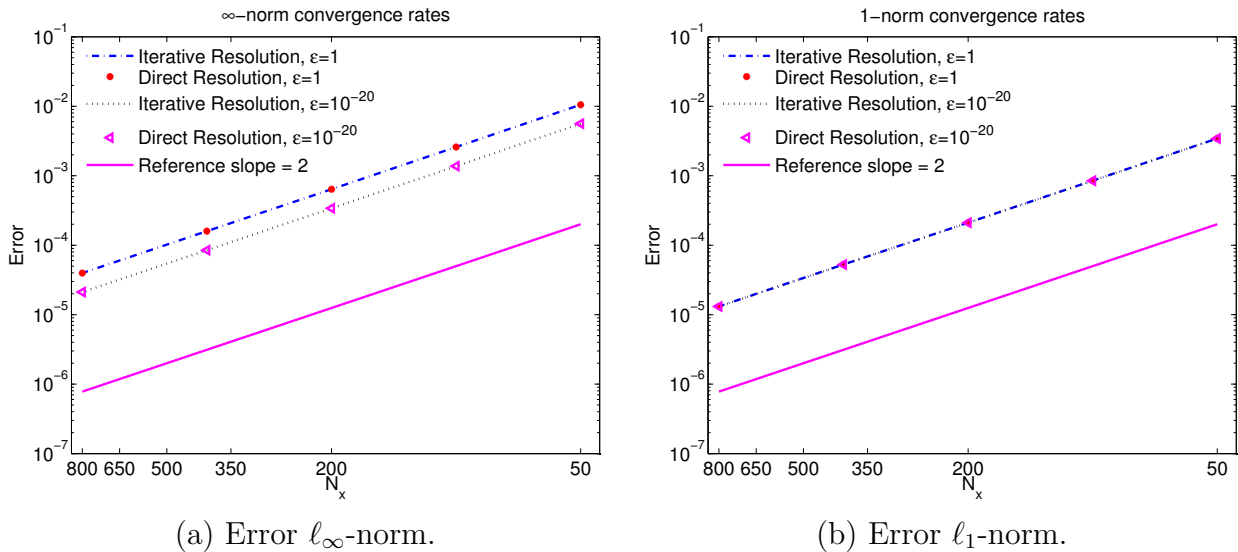 ∞−norm convergence rates
10⁻¹
10⁻²
10⁻³
10⁻⁴
10⁻⁵
10⁻⁶
10⁻⁷
Error
Iterative Resolution, ε=1
Direct Resolution, ε=1
Iterative Resolution, ε=10⁻²⁰
Direct Resolution, ε=10⁻²⁰
Reference slope = 2
800 650 500 350 200 50
Nₓ
(a) Error ℓ∞-norm.
1−norm convergence rates
10⁻¹
10⁻²
10⁻³
10⁻⁴
10⁻⁵
10⁻⁶
10⁻⁷
Error
Iterative Resolution, ε=1
Direct Resolution, ε=1
Iterative Resolution, ε=10⁻²⁰
Direct Resolution, ε=10⁻²⁰
Reference slope = 2
800 650 500 350 200 50
Nₓ
(b) Error ℓ₁-norm.